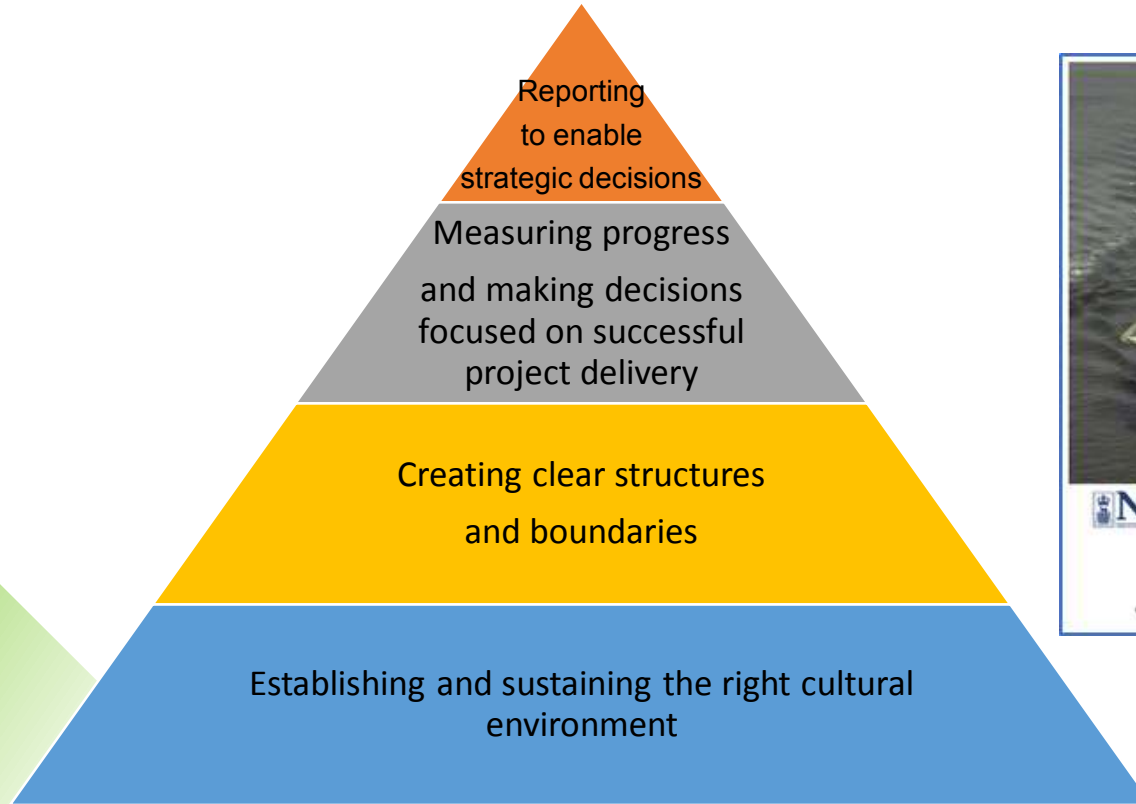 Reporting
to enable
strategic decisions
Measuring progress
and making decisions
focused on successful
project delivery
Creating clear structures
and boundaries
Establishing and sustaining the right cultural
environment